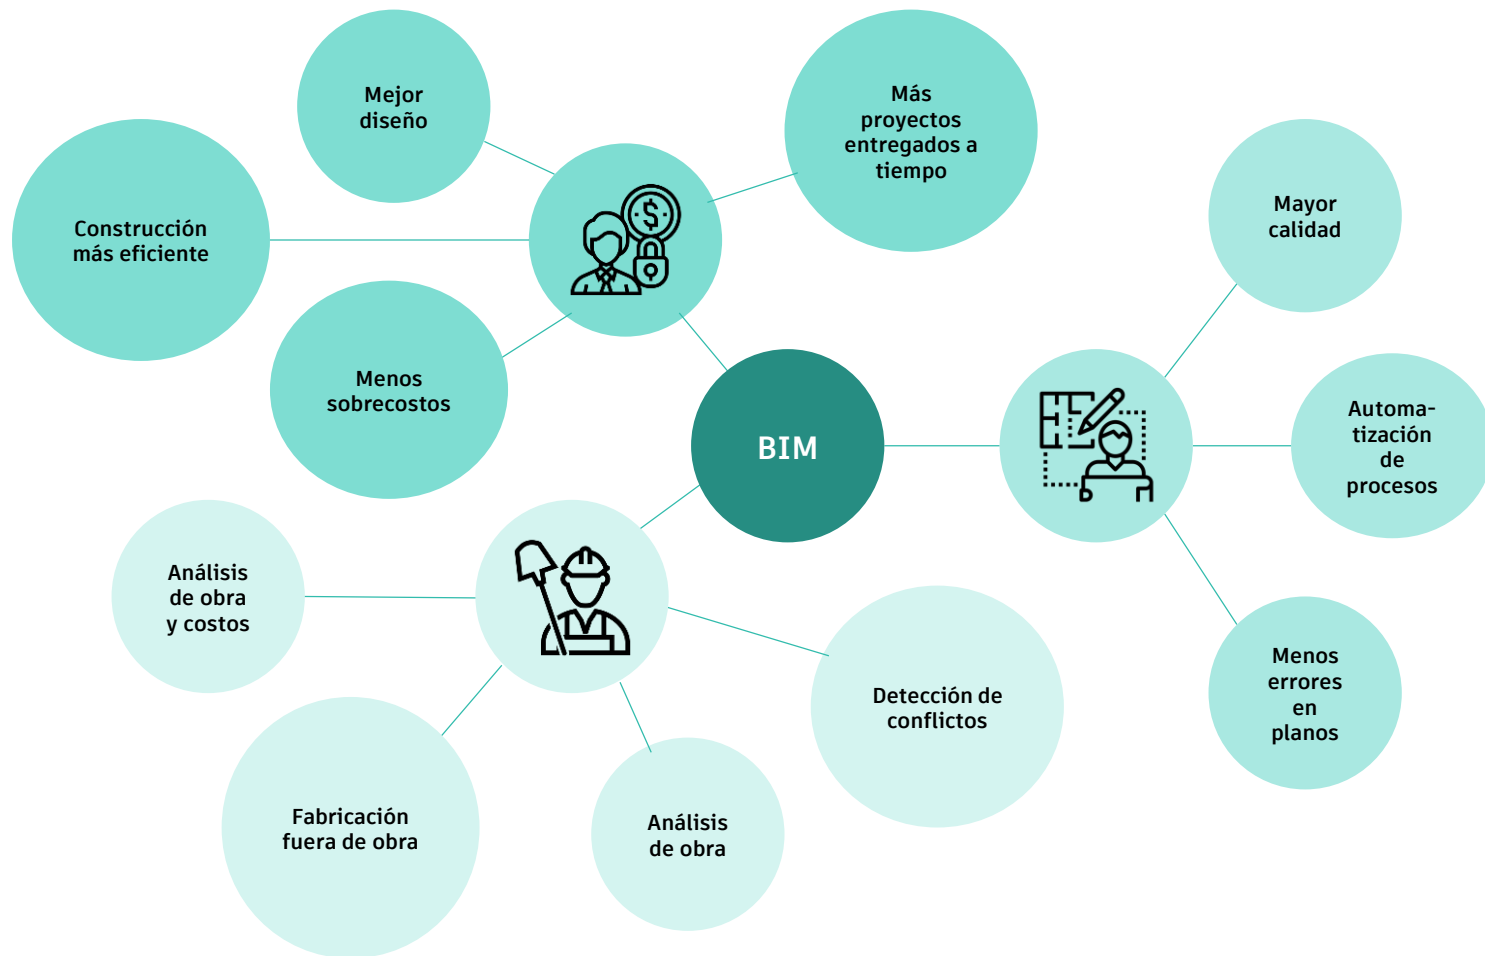 Mejor
diseño
Más
proyectos
entregados a
tiempo
Construcción
más eficiente
Menos
sobrecostos
$
BIM
Mayor
calidad
Automa-
tización
de
procesos
Menos
errores
en
planos
Análisis
de obra
y costos
Fabricación
fuera de obra
Análisis
de obra
Detección de
conflictos